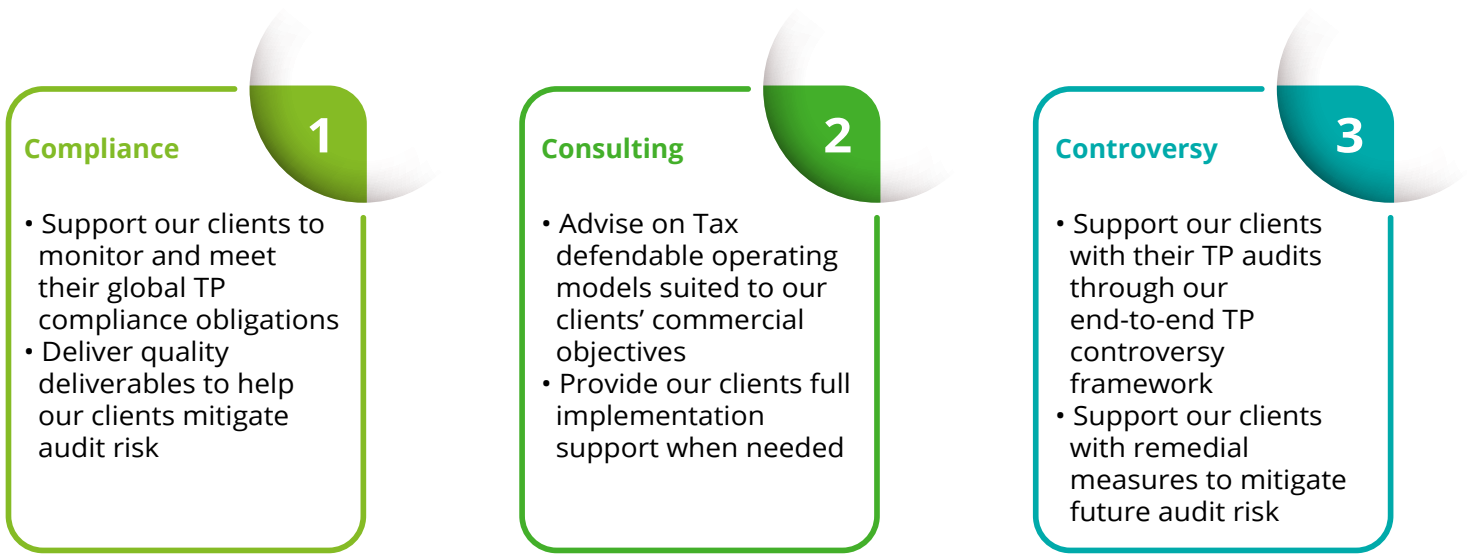 1
Compliance
• Support our clients to
monitor and meet
their global TP
compliance obligations
• Deliver quality
deliverables to help
our clients mitigate
audit risk
2
Consulting
• Advise on Tax
defendable operating
models suited to our
clients’ commercial
objectives
• Provide our clients full
implementation
support when needed
3
Controversy
• Support our clients
with their TP audits
through our
end-to-end TP
controversy
framework
• Support our clients
with remedial
measures to mitigate
future audit risk